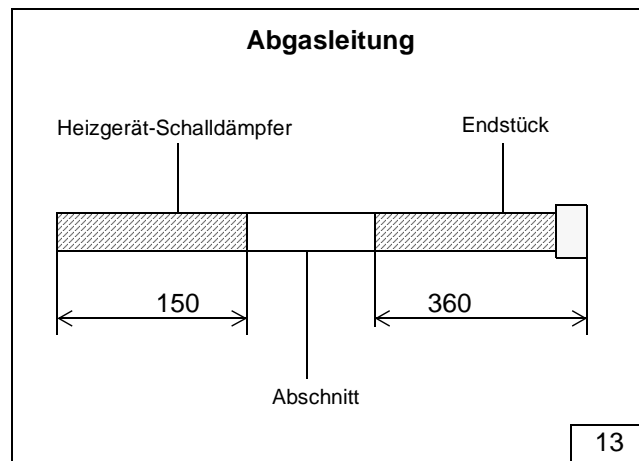 Abgasleitung
Heizgerät-Schalldämpfer
Endstück
150
360
Abschnitt
13